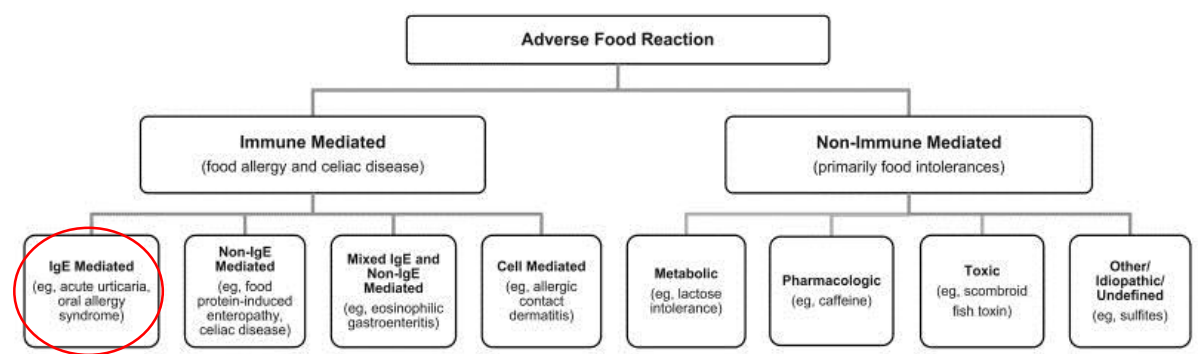 Adverse Food Reaction
Immune Mediated
(food allergy and celiac disease)
Non-Immune Mediated
(primarily food intolerances)
IgE Mediated
(eg, acute urticaria,
oral allergy
syndrome)
Non-IgE
Mediated
(eg, food
protein-induced
enteropathy,
celiac disease)
Mixed IgE and
Non-IgE
Mediated
(eg, eosinophilic
gastroenteritis)
Cell Mediated
(eg, allergic
contact
dermatitis)
Metabolic
(eg, lactose
intolerance)
Pharmacologic
(eg, caffeine)
Toxic
(eg, scombroid
fish toxin)
Other/
Idiopathic/
Undefined
(eg, sulfites)